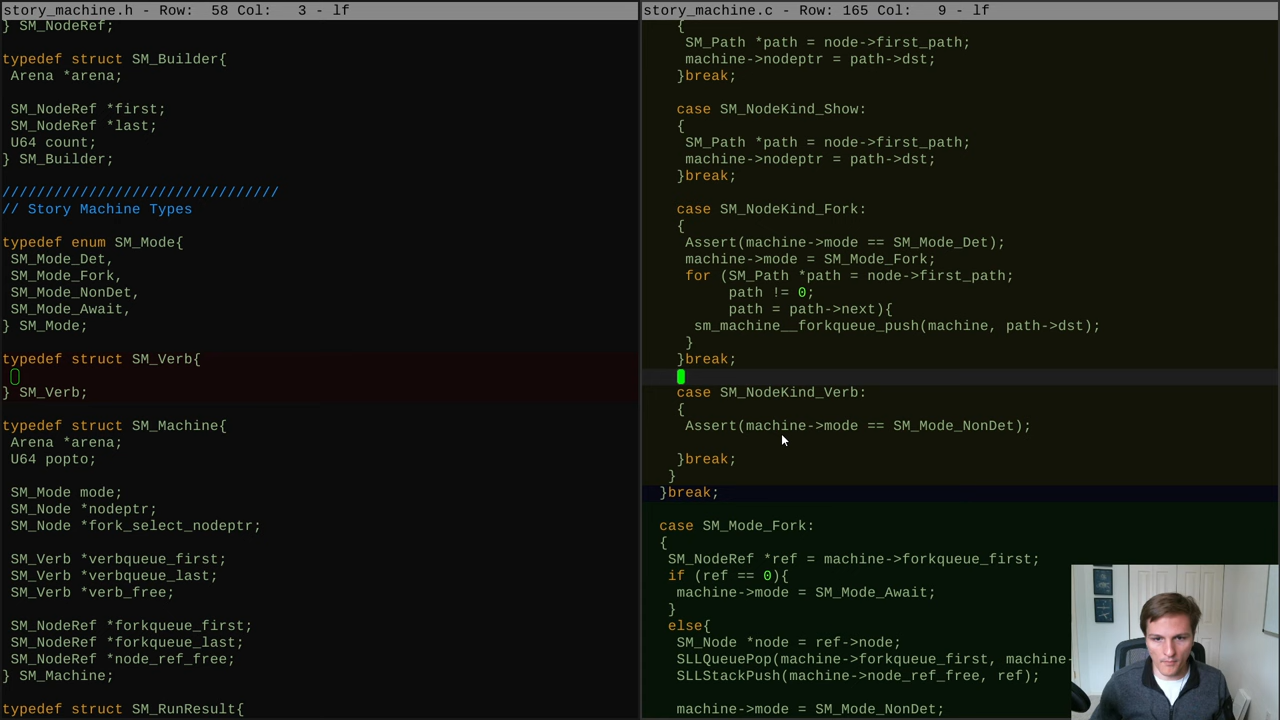 story_machine.h - Row:  58 Col:   3 - lf
} SM_NodeRef;
typedef struct SM_Builder{
Arena *arena;
SM_NodeRef *first;
SM_NodeRef *last;
U64 count;
} SM_Builder;
////////////////////////////////
// Story Machine Types
typedef enum SM_Mode{
SM_Mode_Det,
SM_Mode_Fork,
SM_Mode_NonDet,
SM_Mode_Await,
} SM_Mode;
typedef struct SM_Verb{
} SM_Verb;
typedef struct SM_Machine{
Arena *arena;
U64 popto;
SM_Mode mode;
SM_Node *nodeptr;
SM_Node *fork_select_nodeptr;
SM_Verb *verbqueue_first;
SM_Verb *verbqueue_last;
SM_Verb *verb_free;
SM_NodeRef *forkqueue_first;
SM_NodeRef *forkqueue_last;
SM_NodeRef *node_ref_free;
} SM_Machine;
typedef struct SM_RunResult{
story_machine.c - Row: 165 Col:   9 - lf
{
SM_Path *path = node->first_path;
machine->nodeptr = path->dst;
}break;
case SM_NodeKind_Show:
{
SM_Path *path = node->first_path;
machine->nodeptr = path->dst;
}break;
case SM_NodeKind_Fork:
{
Assert(machine->mode == SM_Mode_Det);
machine->mode = SM_Mode_Fork;
for (SM_Path *path = node->first_path;
path != 0;
path = path->next){
sm_machine__forkqueue_push(machine, path->dst);
}
}break;
case SM_NodeKind_Verb:
{
Assert(machine->mode == SM_Mode_NonDet);
}break;
}
}break;
case SM_Mode_Fork:
{
SM_NodeRef *ref = machine->forkqueue_first;
if (ref == 0){
machine->mode = SM_Mode_Await;
}
else{
SM_Node *node = ref->node;
SLLQueuePop(machine->forkqueue_first, machine-
SLLStackPush(machine->node_ref_free, ref);
machine->mode = SM_Mode_NonDet;